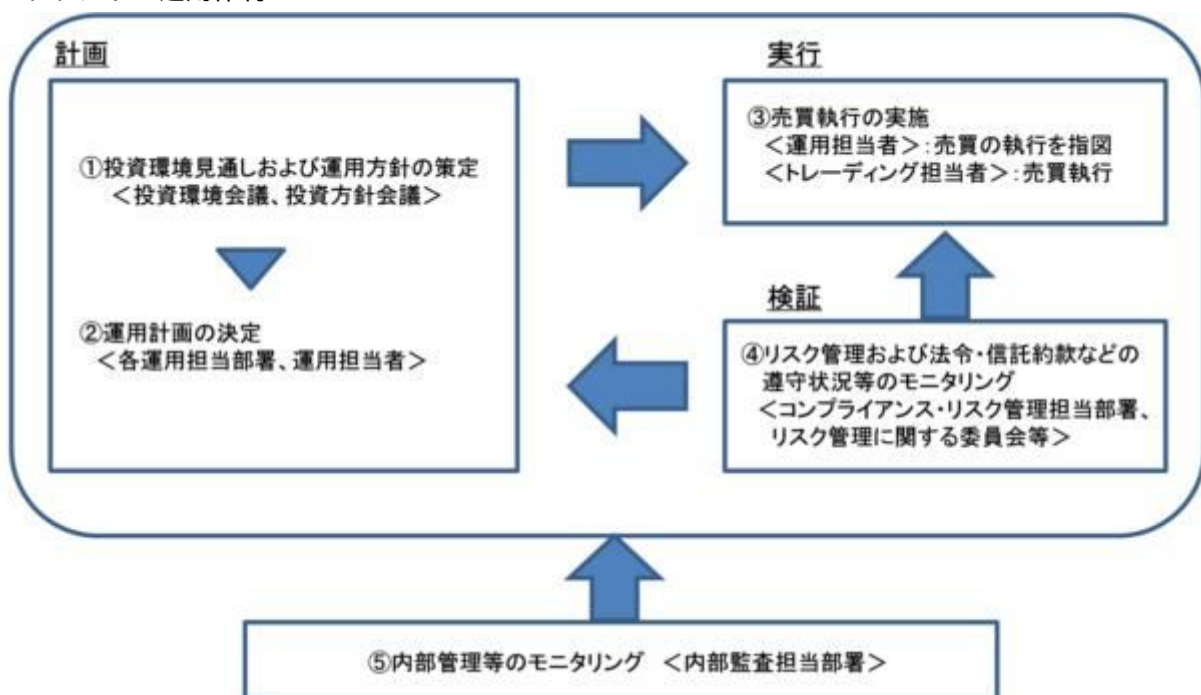 計画
①投資環境見通しおよび運用方針の策定
＜投資環境会議、投資方針会議＞
②運用計画の決定
＜各運用担当部署、運用担当者＞
実行
③売買執行の実施
＜運用担当者＞：売買の執行を指図
＜トレーディング担当者＞：売買執行
検証
④リスク管理および法令・信託約款などの
遵守状況等のモニタリング
＜コンプライアンス・リスク管理担当部署、
リスク管理に関する委員会等＞
⑤内部管理等のモニタリング ＜内部監査担当部署＞